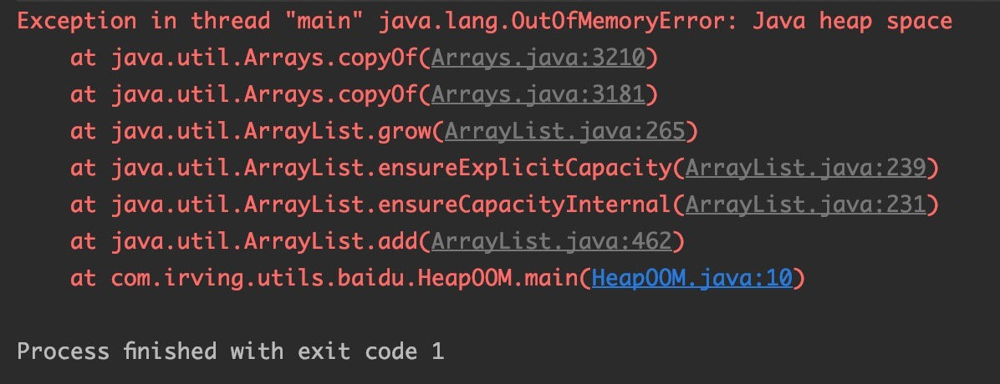 Exception in thread "main" java.lang.OutOfMemoryError: Java heap space
at java.util.Arrays.copyOf(Arrays.java:3210)
at java.util.Arrays.copyOf(Arrays.java:3181)
at java.util.ArrayList.grow(ArrayList.java:265)
at java.util.ArrayList.ensureExplicitCapacity(ArrayList.java:239)
at java.util.ArrayList.ensureCapacityInternal(ArrayList.java:231)
at java.util.ArrayList.add(ArrayList.java:462)
at com.irving.utils.baidu.HeapOOM.main(HeapOOM.java:10)
Process finished with exit code 1